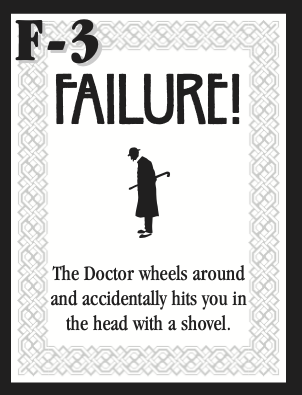 F-3
FAILURE!
The Doctor wheels around
and accidentally hits you in
the head with a shovel.